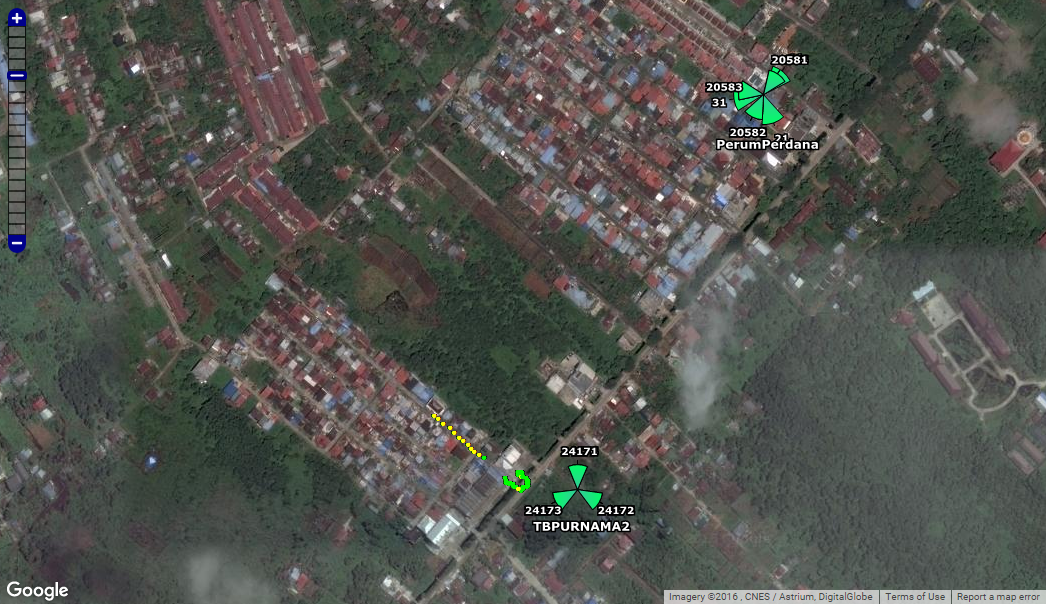 20581
20583
31
20582
21
PerumPerdana
24171
24173
24172
TBPURNAMA2
Google
Imagery ©2016 , CNES / Astrium, DigitalGlobe
Terms of Use
Report a map error